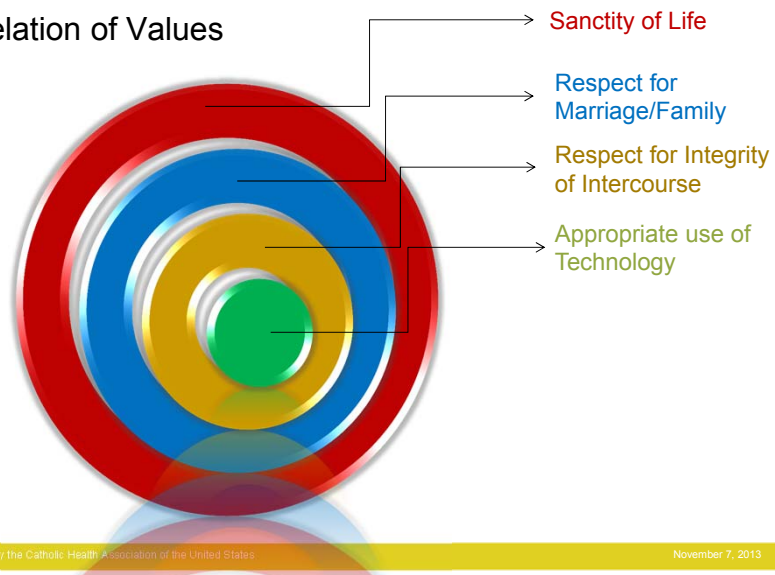 elation of Values
Sanctity of Life
Respect for
Marriage/Family
Respect for Integrity
of Intercourse
Appropriate use of
Technology
y the Catholic Health Association of the United States
November 7, 2013